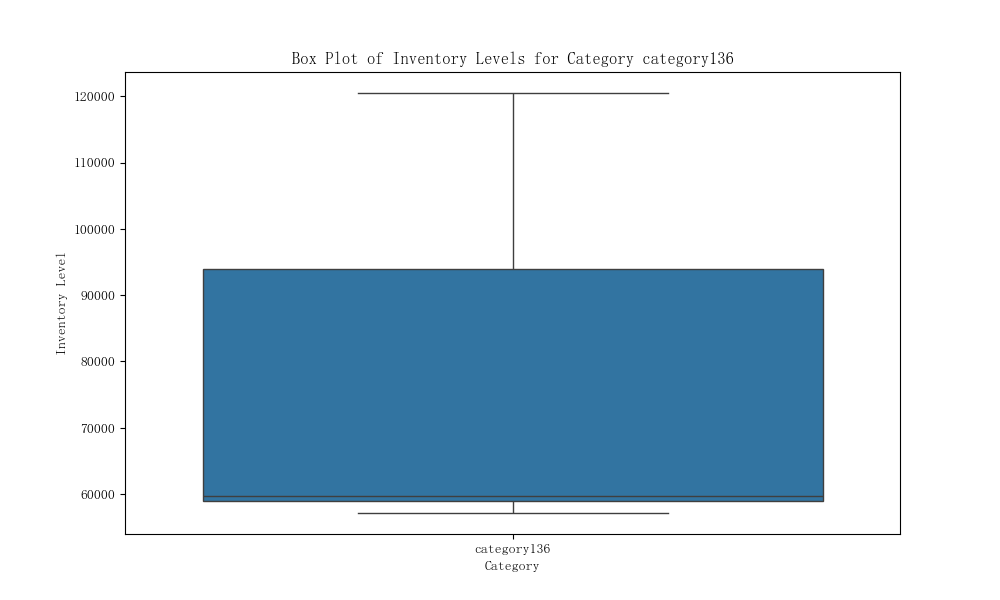 Box Plot of Inventory Levels for Category category136
120000
110000
100000
90000
80000
70000
60000
Inventory Level
category136
Category